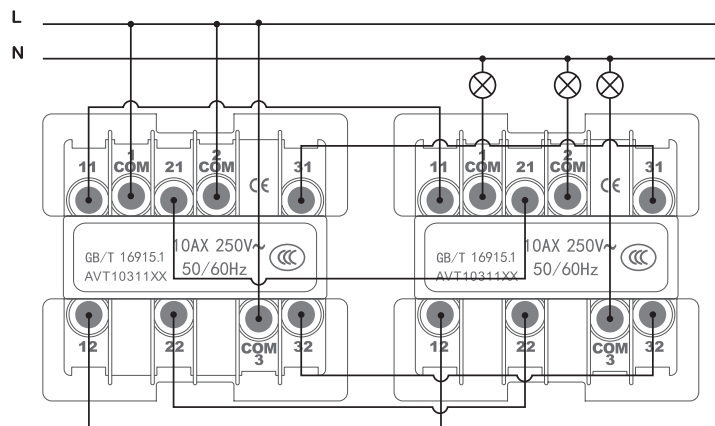 L
N
11 1 COM 21 2 COM CE 31
11 1 COM 21 2 COM CE 31
GB/T 16915.1 10AX 250V~
AVT10311XX 50/60Hz
CCC
GB/T 16915.1 10AX 250V~
AVT10311XX 50/60Hz
CCC
12 22 COM 3 32
12 22 COM 3 32